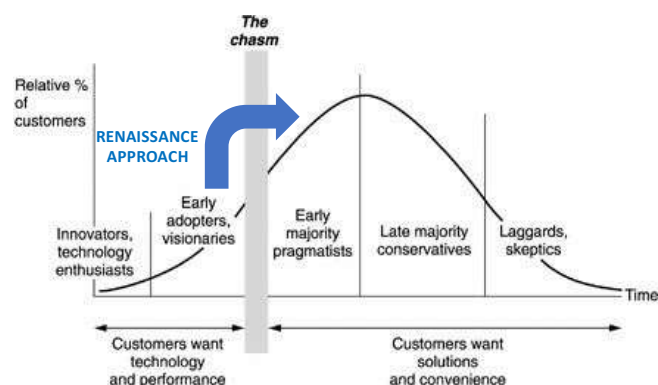 The
chasm
Relative %
of
customers
RENAISSANCE
APPROACH
Innovators,
technology
enthusiasts
Early
adopters,
visionaries
Early
majority
pragmatists
Late majority
conservatives
Laggards,
skeptics
Time
Customers want
technology
and performance
Customers want
solutions
and convenience